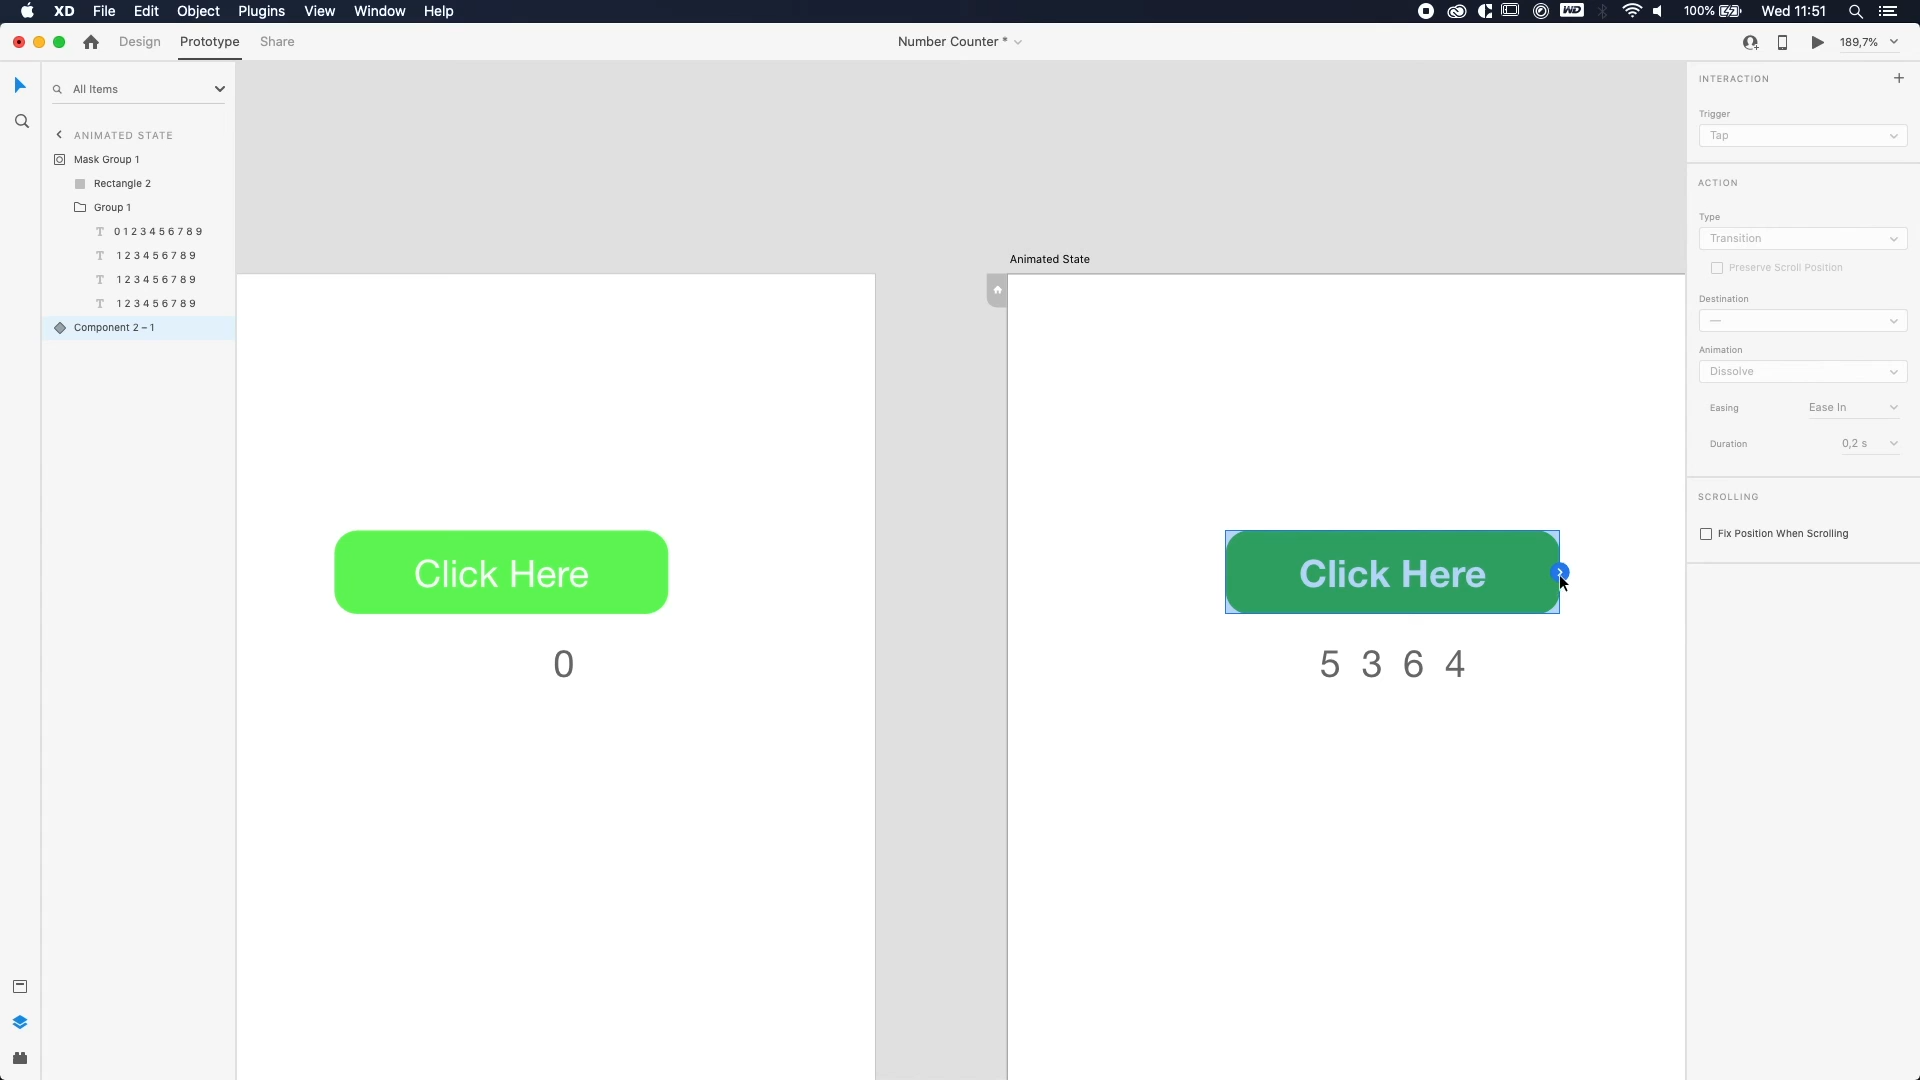 XD File Edit Object Plugins View Window Help
WD 100% Wed 11:51
Design Prototype Share
Number Counter *
189,7%
All Items
ANIMATED STATE
Mask Group 1
Rectangle 2
Group 1
0 1 2 3 4 5 6 7 8 9
1 2 3 4 5 6 7 8 9
1 2 3 4 5 6 7 8 9
1 2 3 4 5 6 7 8 9
Component 2 – 1
Click Here
0
Animated State
Click Here
5 3 6 4
INTERACTION
Trigger
Tap
ACTION
Type
Transition
Preserve Scroll Position
Destination
—
Animation
Dissolve
Easing Ease In
Duration 0,2 s
SCROLLING
Fix Position When Scrolling